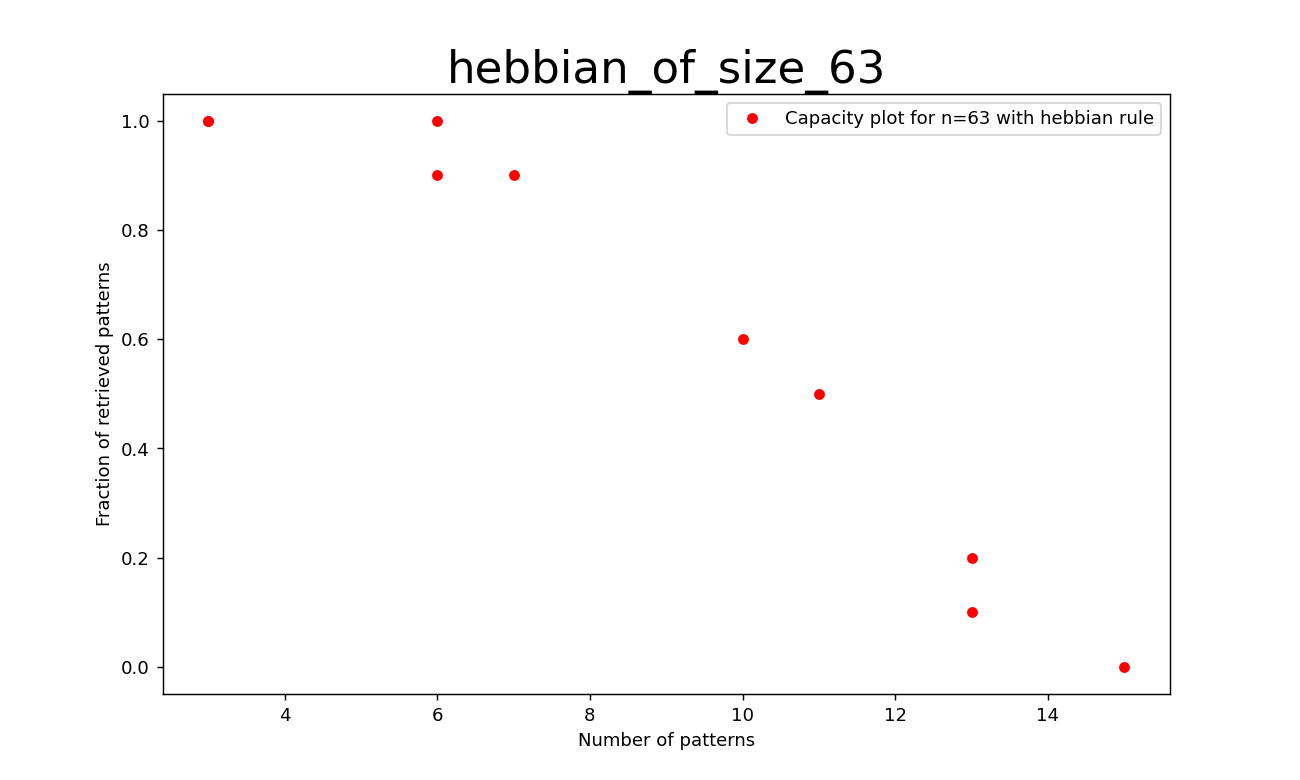 hebbian_of_size_63
Capacity plot for n=63 with hebbian rule
1.0
0.8
0.6
0.4
0.2
0.0
Fraction of retrieved patterns
4 6 8 10 12 14
Number of patterns